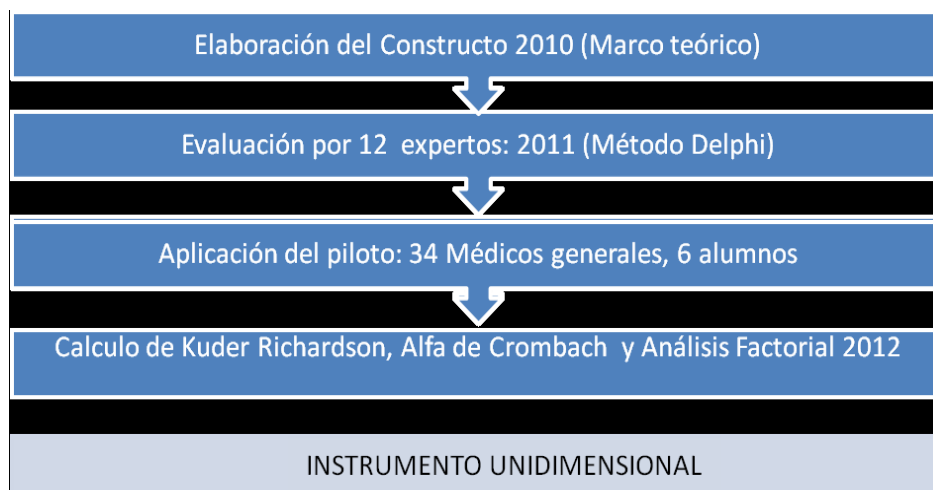 Elaboración del Constructo 2010 (Marco teórico)
Evaluación por 12 expertos: 2011 (Método Delphi)
Aplicación del piloto: 34 Médicos generales, 6 alumnos
Calculo de Kuder Richardson, Alfa de Crombach y Análisis Factorial 2012
INSTRUMENTO UNIDIMENSIONAL